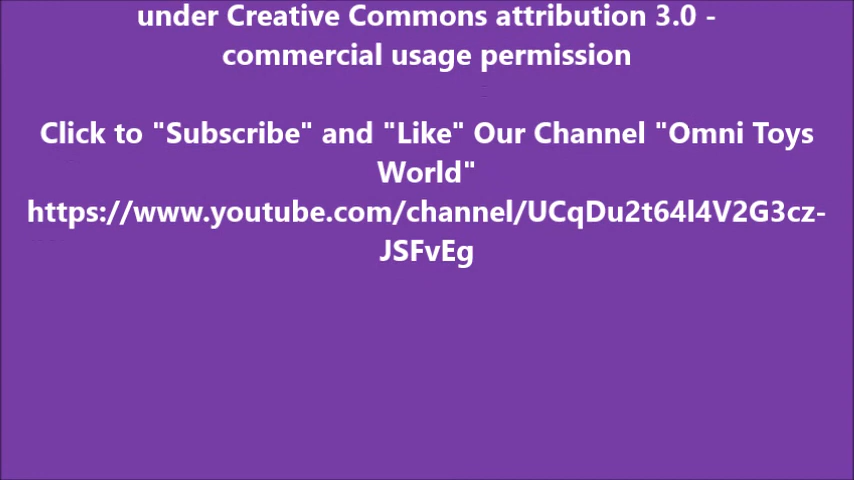 under Creative Commons attribution 3.0 -
commercial usage permission
Click to "Subscribe" and "Like" Our Channel "Omni Toys
World"
https://www.youtube.com/channel/UCqDu2t64l4V2G3cz-
JSFvEg